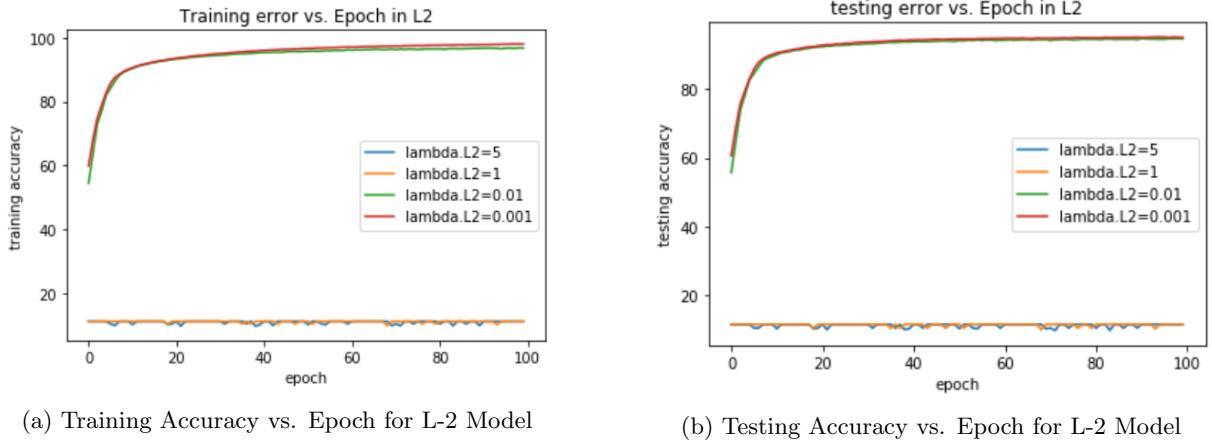 Training error vs. Epoch in L2
100
80
60
40
20
training accuracy
lambda.L2=5
lambda.L2=1
lambda.L2=0.01
lambda.L2=0.001
0 20 40 60 80 100
epoch
(a) Training Accuracy vs. Epoch for L-2 Model
testing error vs. Epoch in L2
80
60
40
20
testing accuracy
lambda.L2=5
lambda.L2=1
lambda.L2=0.01
lambda.L2=0.001
0 20 40 60 80 100
epoch
(b) Testing Accuracy vs. Epoch for L-2 Model